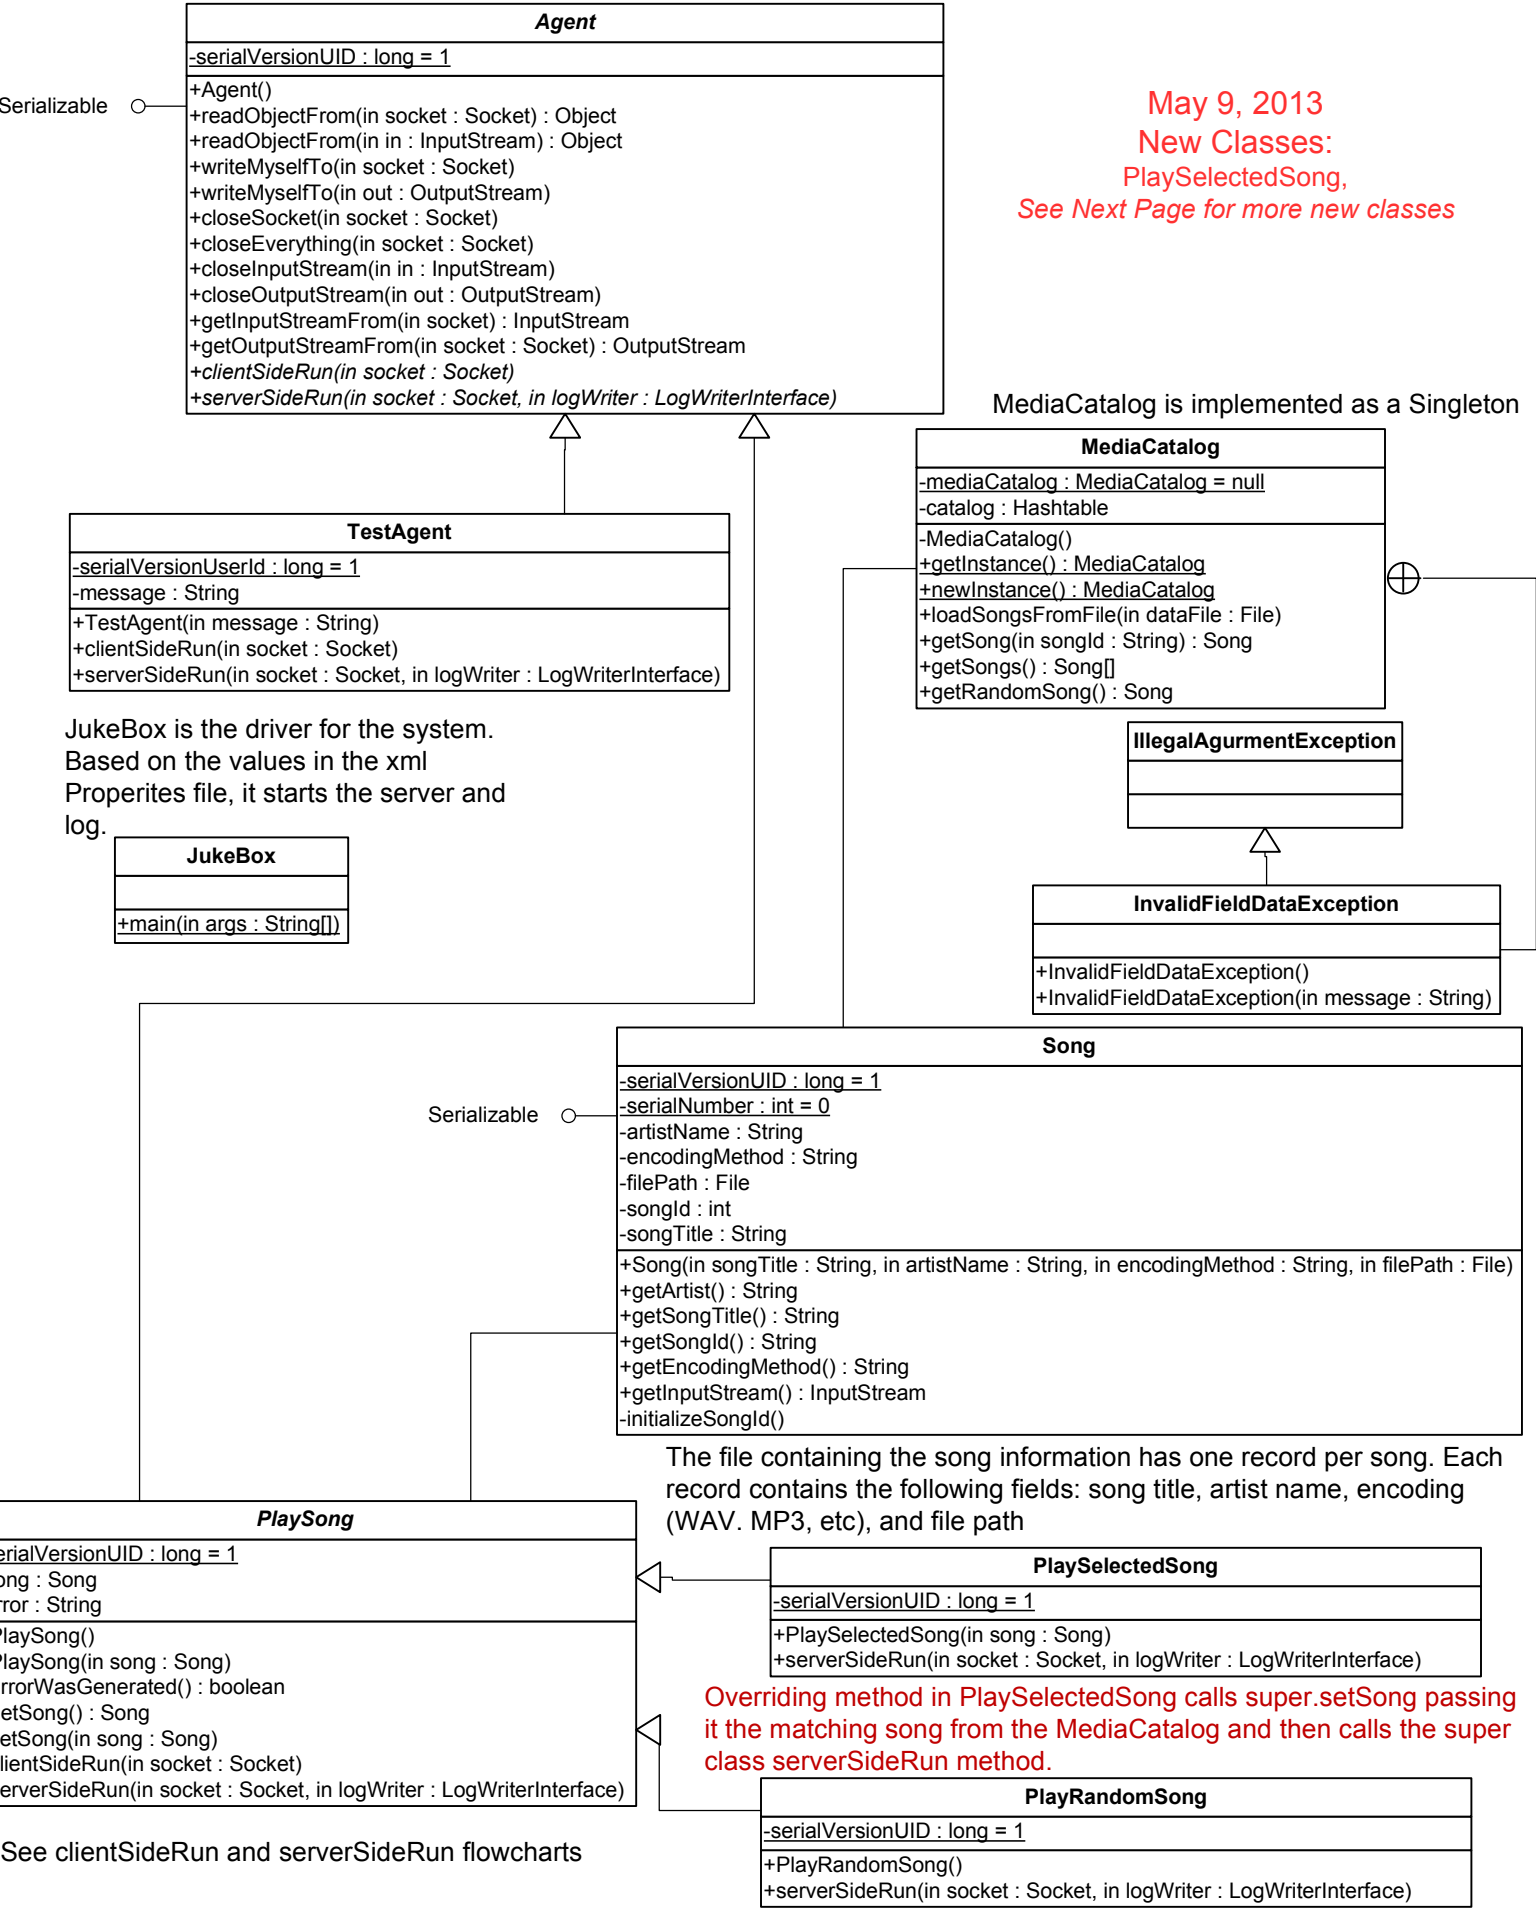 Agent
-serialVersionUID : long = 1
+Agent()
+readObjectFrom(in socket : Socket) : Object
+readObjectFrom(in in : InputStream) : Object
+writeMyselfTo(in socket : Socket)
+writeMyselfTo(in out : OutputStream)
+closeSocket(in socket : Socket)
+closeEverything(in socket : Socket)
+closeInputStream(in in : InputStream)
+closeOutputStream(in out : OutputStream)
+getInputStreamFrom(in socket) : InputStream
+getOutputStreamFrom(in socket : Socket) : OutputStream
+clientSideRun(in socket : Socket)
+serverSideRun(in socket : Socket, in logWriter : LogWriterInterface)
Serializable
May 9, 2013
New Classes:
PlaySelectedSong,
See Next Page for more new classes
MediaCatalog is implemented as a Singleton
MediaCatalog
-mediaCatalog : MediaCatalog = null
-catalog : Hashtable
-MediaCatalog()
+getInstance() : MediaCatalog
+newInstance() : MediaCatalog
+loadSongsFromFile(in dataFile : File)
+getSong(in songId : String) : Song
+getSongs() : Song[]
+getRandomSong() : Song
TestAgent
-serialVersionUserId : long = 1
-message : String
+TestAgent(in message : String)
+clientSideRun(in socket : Socket)
+serverSideRun(in socket : Socket, in logWriter : LogWriterInterface)
JukeBox is the driver for the system.
Based on the values in the xml
Properites file, it starts the server and
log.
JukeBox
+main(in args : String[])
IllegalAgurmentException
InvalidFieldDataException
+InvalidFieldDataException()
+InvalidFieldDataException(in message : String)
Song
-serialVersionUID : long = 1
-serialNumber : int = 0
-artistName : String
-encodingMethod : String
-filePath : File
-songId : int
-songTitle : String
+Song(in songTitle : String, in artistName : String, in encodingMethod : String, in filePath : File)
+getArtist() : String
+getSongTitle() : String
+getSongId() : String
+getEncodingMethod() : String
+getInputStream() : InputStream
-initializeSongId()
Serializable
The file containing the song information has one record per song. Each
record contains the following fields: song title, artist name, encoding
(WAV. MP3, etc), and file path
PlaySong
erialVersionUID : long = 1
ong : Song
rror : String
PlaySong()
PlaySong(in song : Song)
rrorWasGenerated() : boolean
etSong() : Song
etSong(in song : Song)
lientSideRun(in socket : Socket)
erverSideRun(in socket : Socket, in logWriter : LogWriterInterface)
See clientSideRun and serverSideRun flowcharts
PlaySelectedSong
-serialVersionUID : long = 1
+PlaySelectedSong(in song : Song)
+serverSideRun(in socket : Socket, in logWriter : LogWriterInterface)
Overriding method in PlaySelectedSong calls super.setSong passing
it the matching song from the MediaCatalog and then calls the super
class serverSideRun method.
PlayRandomSong
-serialVersionUID : long = 1
+PlayRandomSong()
+serverSideRun(in socket : Socket, in logWriter : LogWriterInterface)